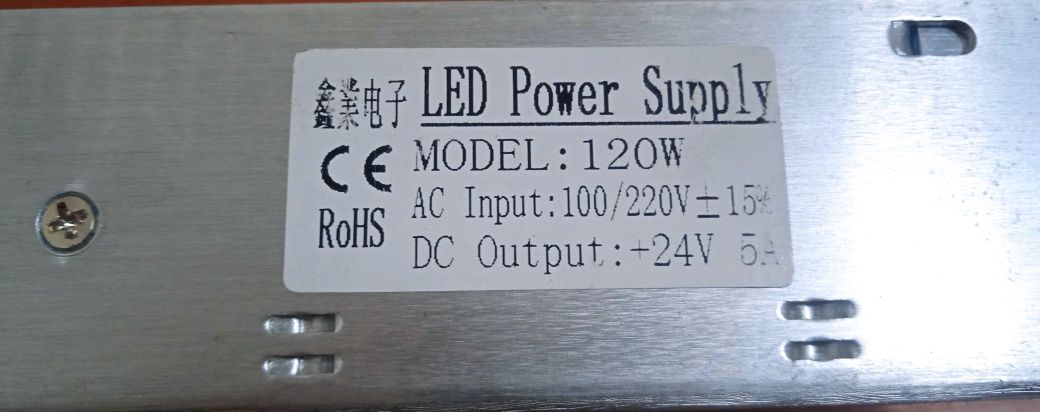 鑫業电子 LED Power Supply
CE MODEL:120W
AC Input:100/220V±15%
RoHS
DC Output:+24V 5A